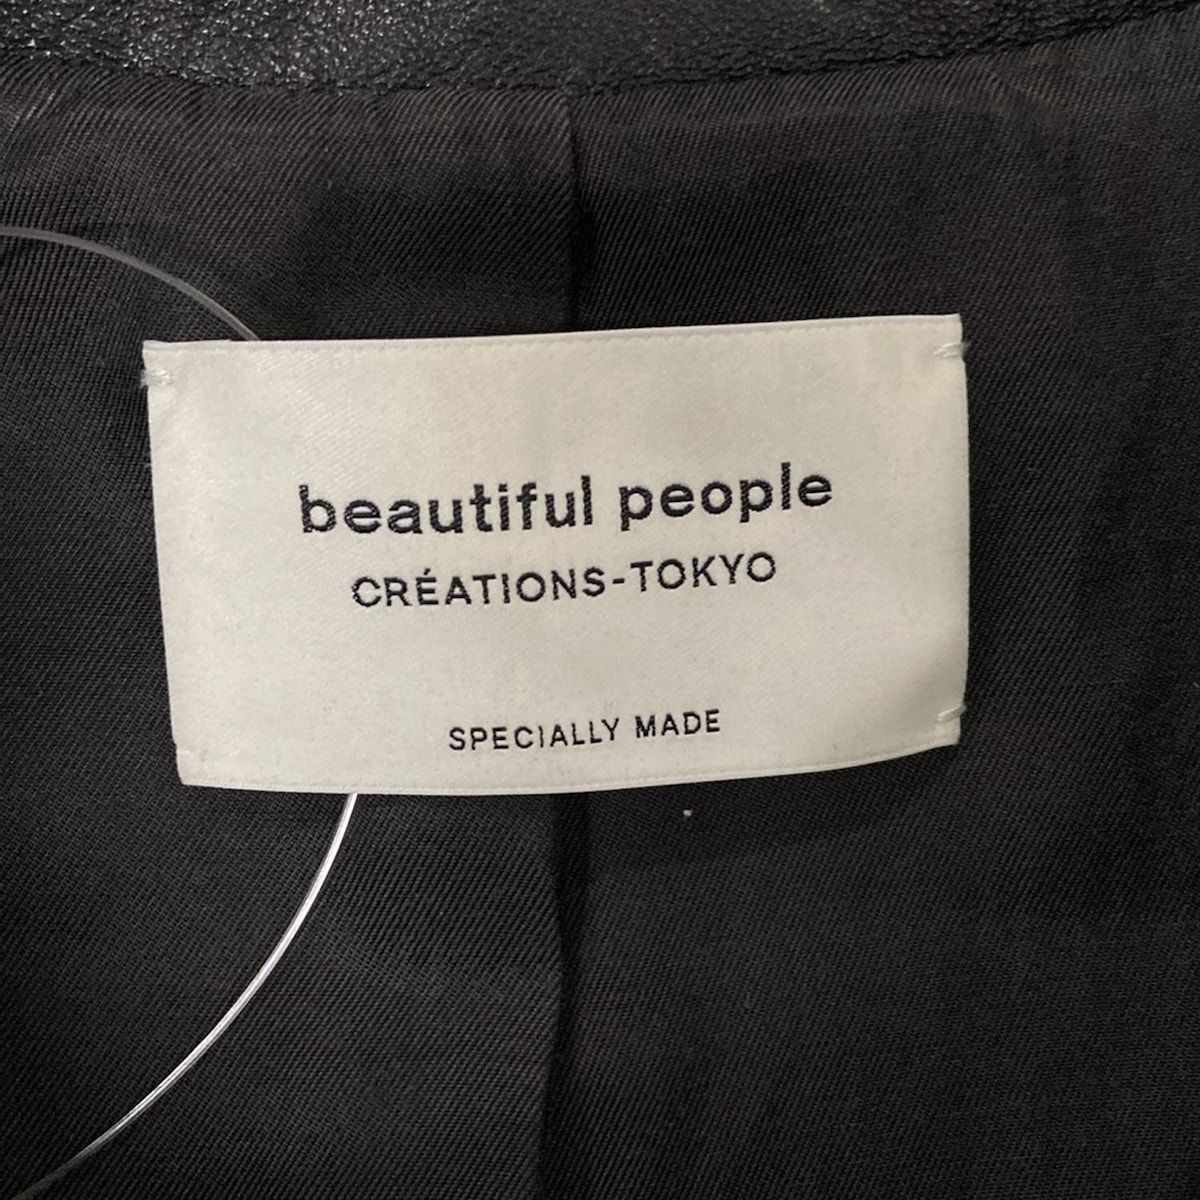 beautiful people
CRÉATIONS-TOKYO
SPECIALLY MADE